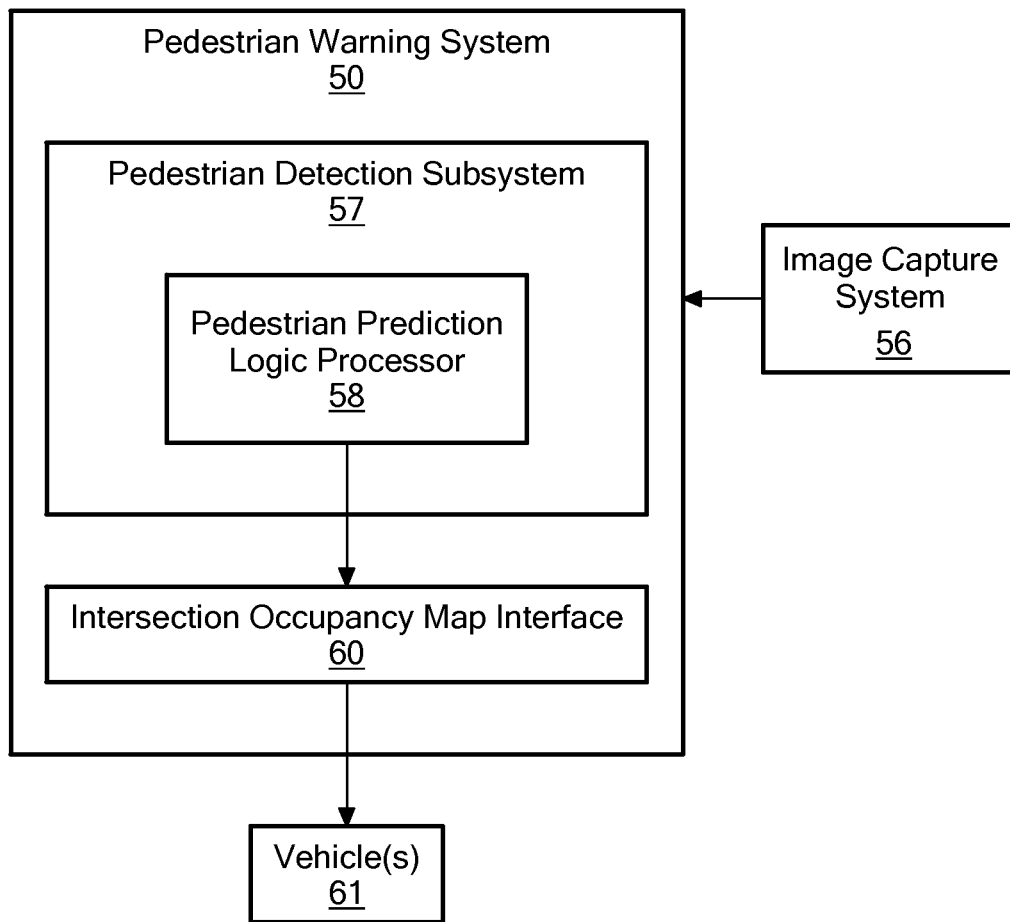 Pedestrian Warning System
50
Pedestrian Detection Subsystem
57
Pedestrian Prediction
Logic Processor
58
Image Capture
System
56
Intersection Occupancy Map Interface
60
Vehicle(s)
61